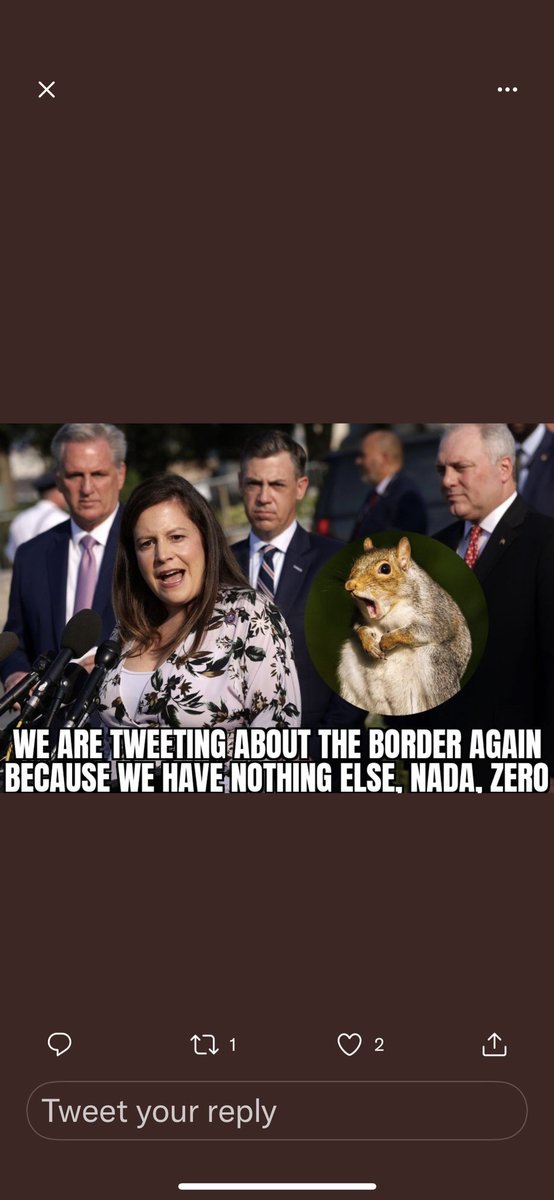 WE ARE TWEETING ABOUT THE BORDER AGAIN
BECAUSE WE HAVE NOTHING ELSE, NADA, ZERO
1
2
Tweet your reply